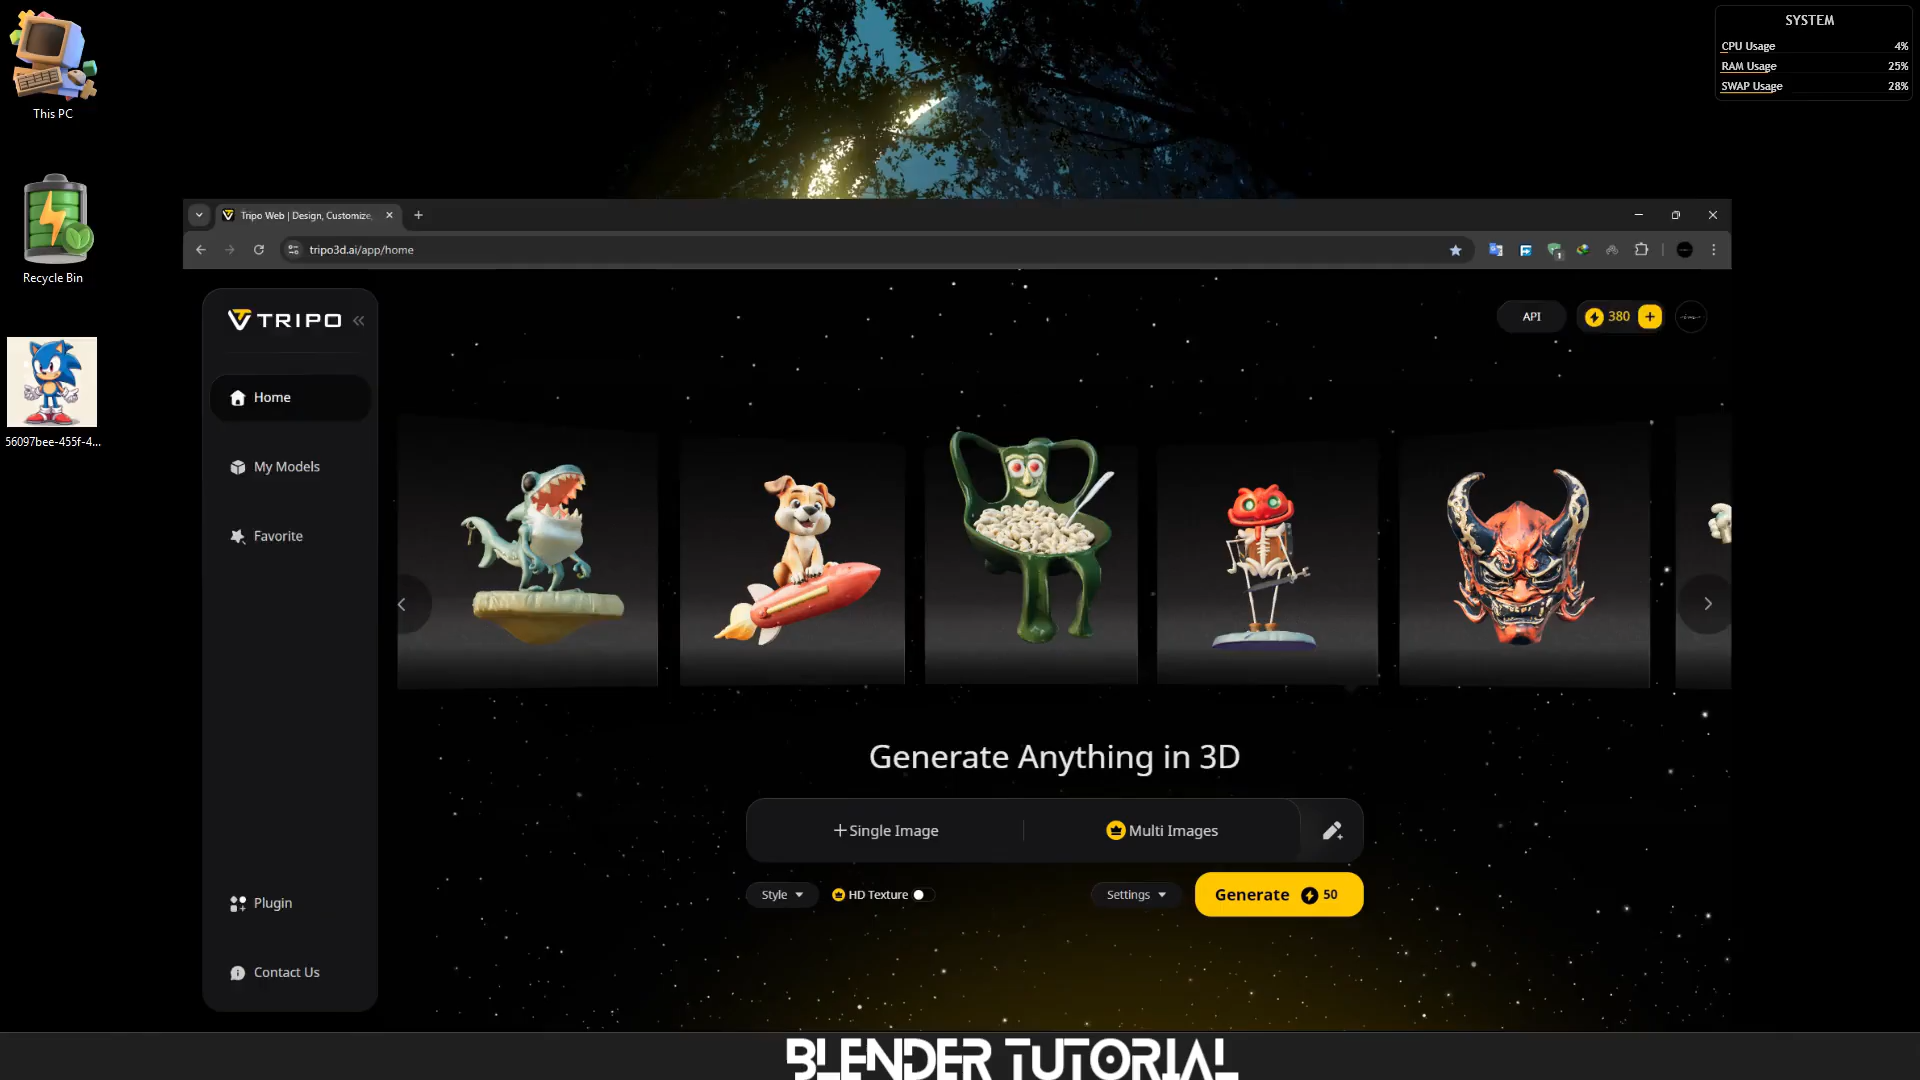 This PC
Recycle Bin
56097bee-455f-4...
SYSTEM
CPU Usage 4%
RAM Usage 25%
SWAP Usage 28%
Tripo Web | Design, Customize,
tripo3d.ai/app/home
1
TRIPO
API
380
Home
My Models
Favorite
Generate Anything in 3D
Single Image
Multi Images
Style
HD Texture
Settings
Generate 50
Plugin
Contact Us
BLENDER TUTORIAL